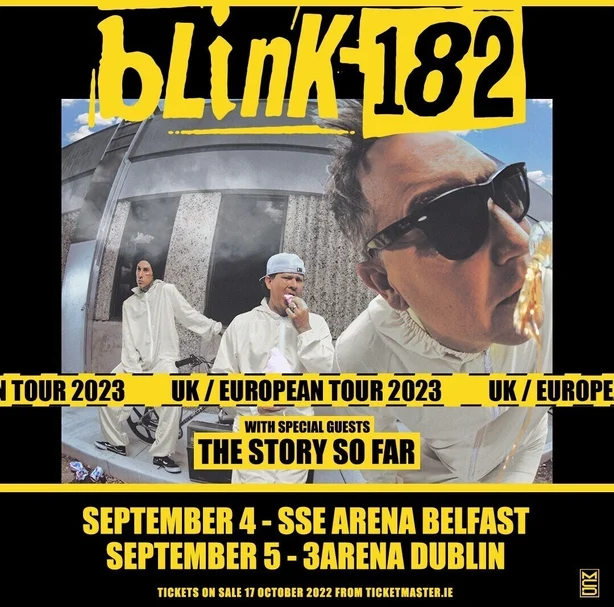 blink-182
N TOUR 2023 UK / EUROPEAN TOUR 2023 UK / EUROPE
WITH SPECIAL GUESTS
THE STORY SO FAR
SEPTEMBER 4 - SSE ARENA BELFAST
SEPTEMBER 5 - 3ARENA DUBLIN
TICKETS ON SALE 17 OCTOBER 2022 FROM TICKETMASTER.IE